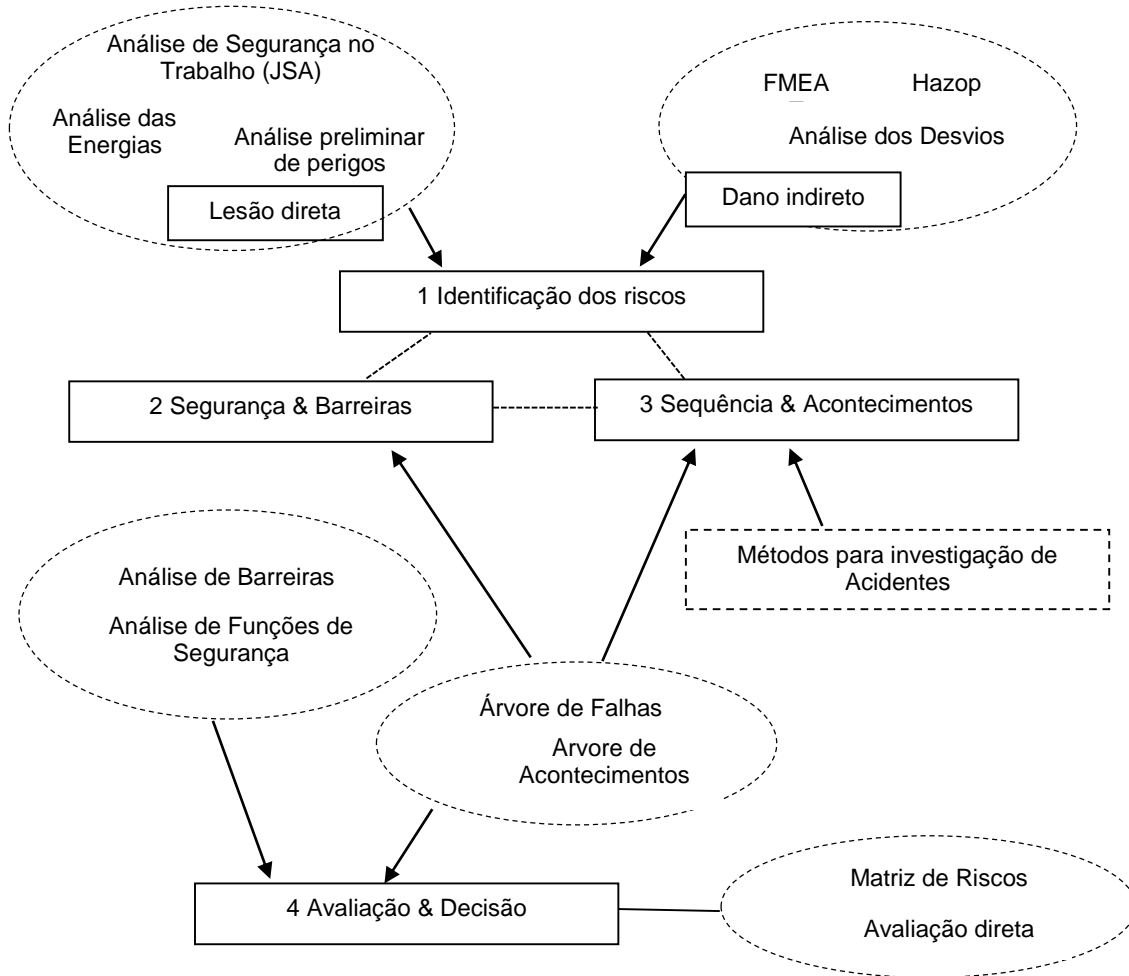 Análise de Segurança no
Trabalho (JSA)
Análise das
Energias
Análise preliminar
de perigos
Lesão direta
FMEA
Hazop
Análise dos Desvios
Dano indireto
1 Identificação dos riscos
2 Segurança & Barreiras
3 Sequência & Acontecimentos
Métodos para investigação de
Acidentes
Análise de Barreiras
Análise de Funções de
Segurança
Árvore de Falhas
Arvore de
Acontecimentos
4 Avaliação & Decisão
Matriz de Riscos
Avaliação direta